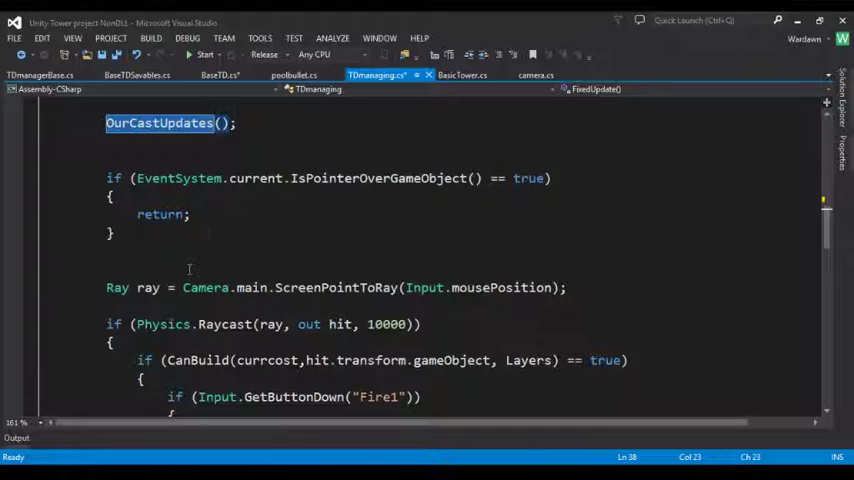 Unity Tower project NonDLL - Microsoft Visual Studio
Quick Launch (Ctrl+Q)
FILE EDIT VIEW PROJECT BUILD DEBUG TEAM TOOLS TEST ANALYZE WINDOW HELP
Wardawn W
Start Release Any CPU
TDmanagerBase.cs BaseTDSavables.cs BaseTD.cs* poolbullet.cs TDmanaging.cs* BasicTower.cs camera.cs
Assembly-CSharp TDmanaging FixedUpdate()
Solution Explorer
Properties
OurCastUpdates();
if (EventSystem.current.IsPointerOverGameObject() == true)
{
return;
}
Ray ray = Camera.main.ScreenPointToRay(Input.mousePosition);
if (Physics.Raycast(ray, out hit, 10000))
{
if (CanBuild(currcost,hit.transform.gameObject, Layers) == true)
{
if (Input.GetButtonDown("Fire1"))
{
161 %
Output
Ready Ln 38 Col 23 Ch 23 INS